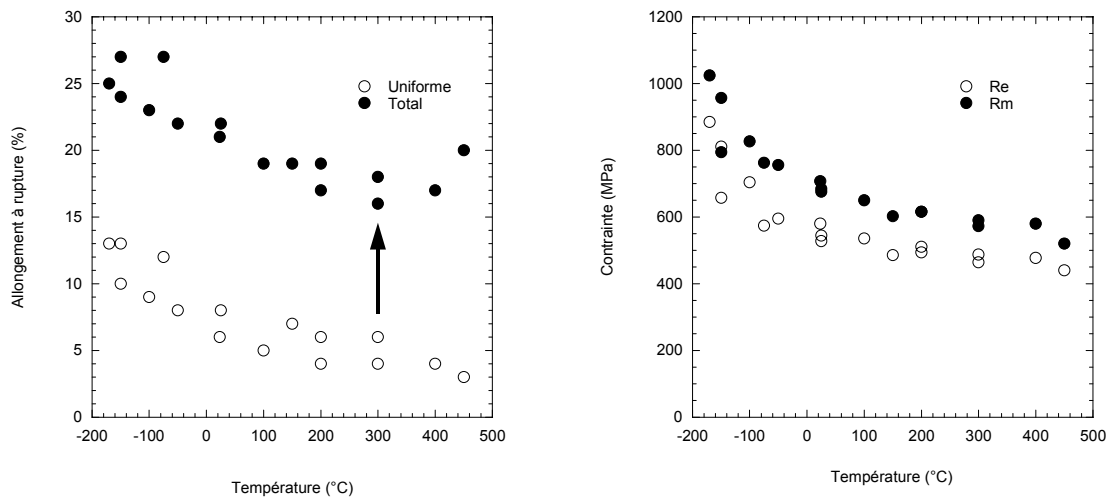 30
25
20
15
10
5
0
Allongement à rupture (%)
Uniforme
Total
-200 -100 0 100 200 300 400 500
Température (°C)
1200
1000
800
600
400
200
0
Contrainte (MPa)
Re
Rm
-200 -100 0 100 200 300 400 500
Température (°C)